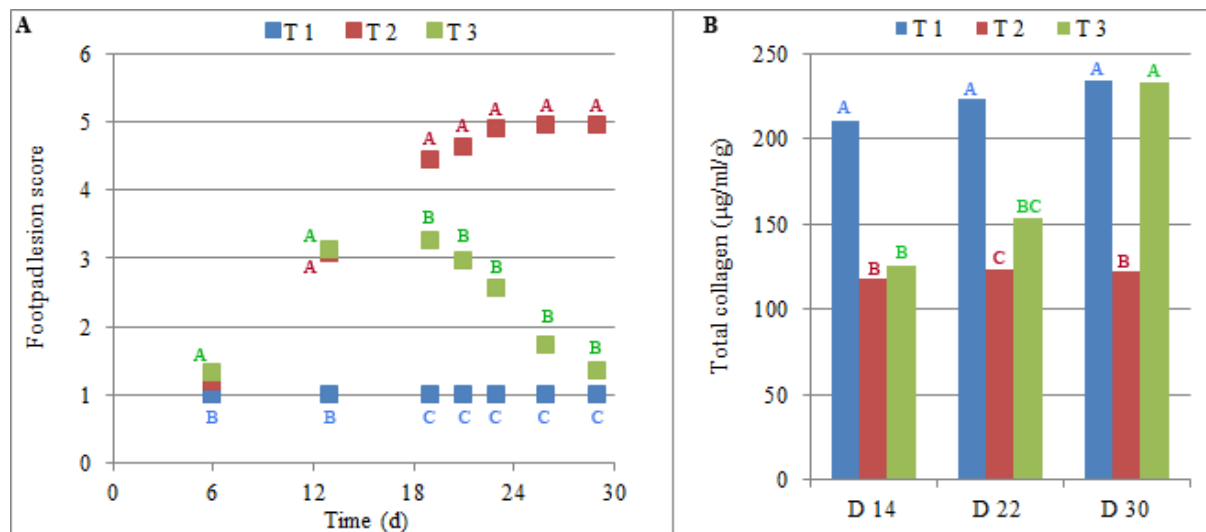 A
T 1 T 2 T 3
6
5
4
3
2
1
0
Footpad lesion score
A A A A A
A A
B B B B B
A
A
B B C C C C C
0 6 12 18 24 30
Time (d)
B
T 1 T 2 T 3
250
200
150
100
50
0
Total collagen (µg/ml/g)
A B B
A C BC
A B A
D 14 D 22 D 30